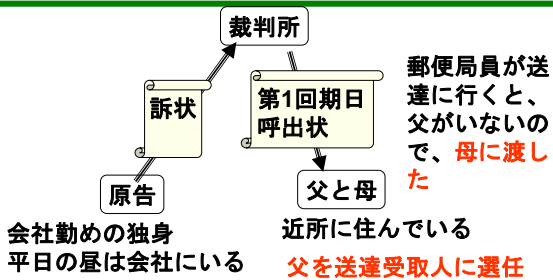 裁判所
訴状
第1回期日
呼出状
郵便局員が送
達に行くと、
父がいないの
で、母に渡し
た
原告
父と母
会社勤めの独身
平日の昼は会社にいる
近所に住んでいる
父を送達受取人に選任